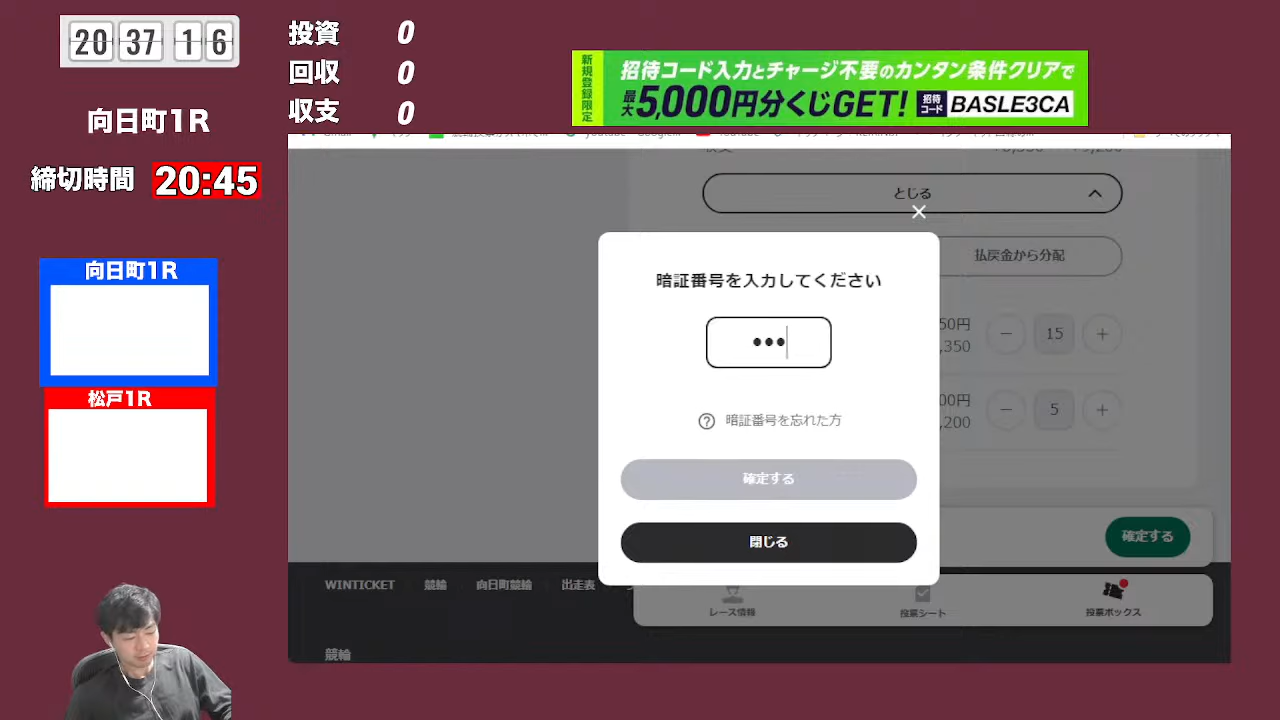 20 37 16
投資 0
回収 0
収支 0
向日町1R
締切時間 20:45
新規登録限定
招待コード入力とチャージ不要のカンタン条件クリアで
最大5,000円分くじGET! 招待コード BASLE3CA
向日町1R
松戸1R
とじる
払戻金から分配
暗証番号を入力してください
•••
暗証番号を忘れた方
確定する
閉じる
50円
,350
15
00円
,200
5
確定する
WINTICKET 競輪 向日町競輪 出走表
レース情報 投票シート 投票ボックス
競輪